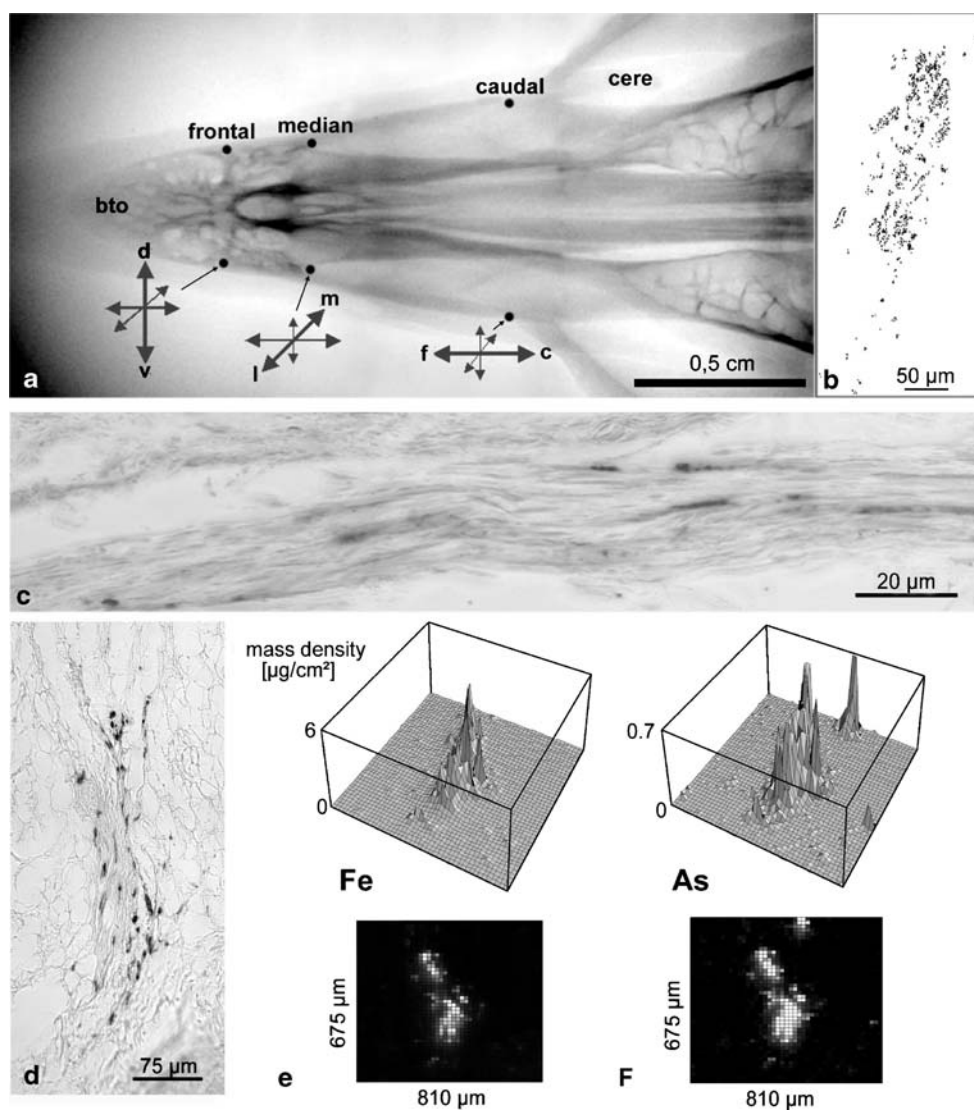 cere
caudal
frontal median
bto
d
m
f c
v
l
0,5 cm
a
50 µm
b
20 µm
c
mass density
[µg/cm²]
6
0
0.7
0
Fe As
675 µm
675 µm
75 µm
d
e
F
810 µm 810 µm